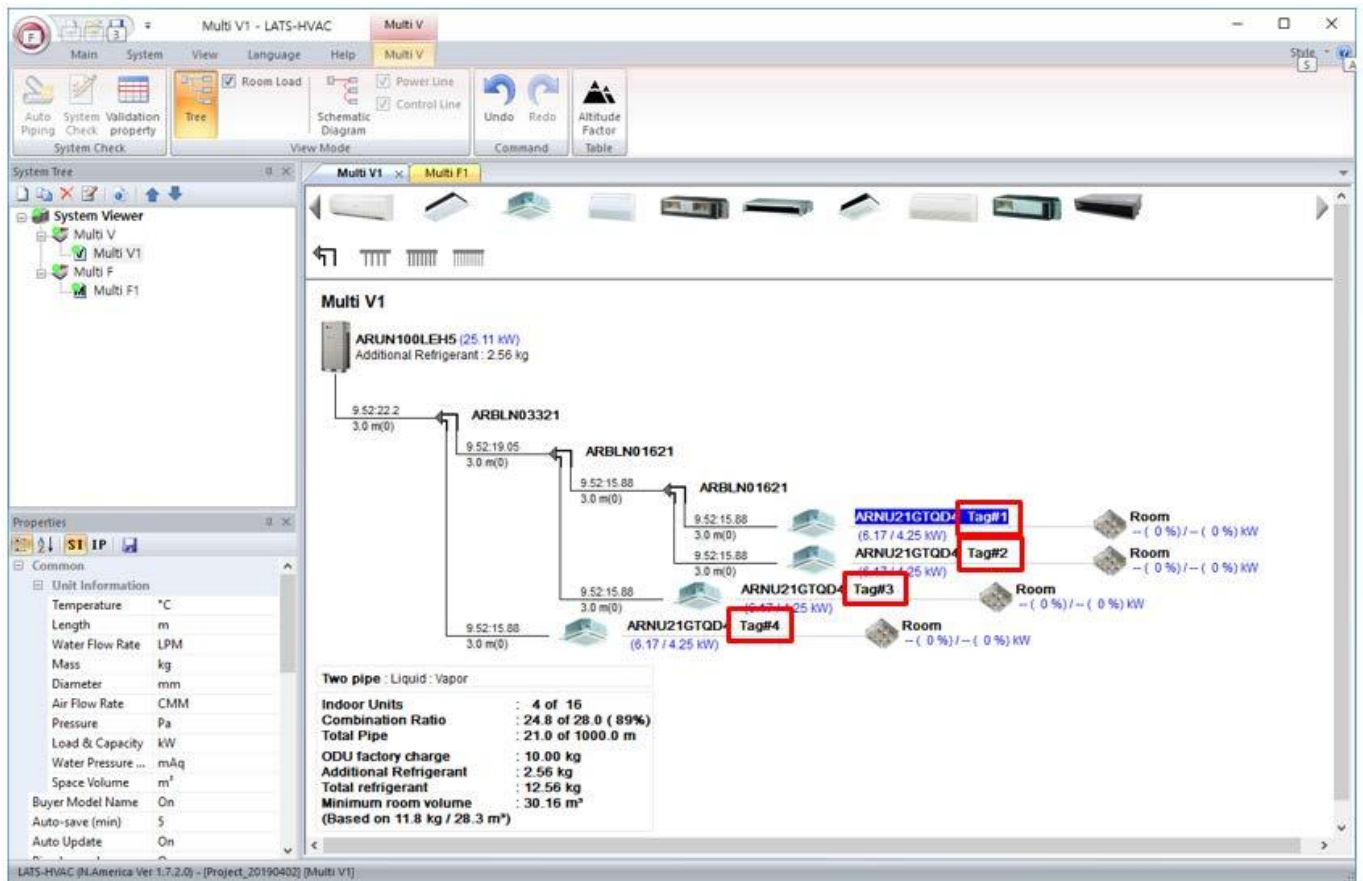 Multi V1 - LATS-HVAC
Multi V
F
3
Main System View Language Help Multi V
Style
S
A
Auto Piping
System Check
Validation property
Tree
Room Load
Schematic Diagram
Power Line
Control Line
Undo
Redo
Altitude Factor
System Check
View Mode
Command
Table
System Tree
System Viewer
Multi V
Multi V1
Multi F
Multi F1
Multi V1
Multi F1
Multi V1
ARUN100LEH5 (25.11 kW)
Additional Refrigerant : 2.56 kg
9.52:22.2
3.0 m(0)
ARBLN03321
9.52:19.05
3.0 m(0)
ARBLN01621
9.52:15.88
3.0 m(0)
ARBLN01621
9.52:15.88
3.0 m(0)
ARNU21GTQD4 Tag#1
(6.17 / 4.25 kW)
Room
-- ( 0 %) / -- ( 0 %) kW
9.52:15.88
3.0 m(0)
ARNU21GTQD4 Tag#2
(6.17 / 4.25 kW)
Room
-- ( 0 %) / -- ( 0 %) kW
9.52:15.88
3.0 m(0)
ARNU21GTQD4 Tag#3
(6.17 / 4.25 kW)
Room
-- ( 0 %) / -- ( 0 %) kW
9.52:15.88
3.0 m(0)
ARNU21GTQD4 Tag#4
(6.17 / 4.25 kW)
Room
-- ( 0 %) / -- ( 0 %) kW
Two pipe : Liquid : Vapor
Indoor Units : 4 of 16
Combination Ratio : 24.8 of 28.0 ( 89%)
Total Pipe : 21.0 of 1000.0 m
ODU factory charge : 10.00 kg
Additional Refrigerant : 2.56 kg
Total refrigerant : 12.56 kg
Minimum room volume : 30.16 m³
(Based on 11.8 kg / 28.3 m³)
Properties
SI IP
Common
Unit Information
Temperature °C
Length m
Water Flow Rate LPM
Mass kg
Diameter mm
Air Flow Rate CMM
Pressure Pa
Load & Capacity kW
Water Pressure ... mAq
Space Volume m³
Buyer Model Name On
Auto-save (min) 5
Auto Update On
LATS-HVAC (N.America Ver 1.7.2.0) - [Project_20190402] [Multi V1]